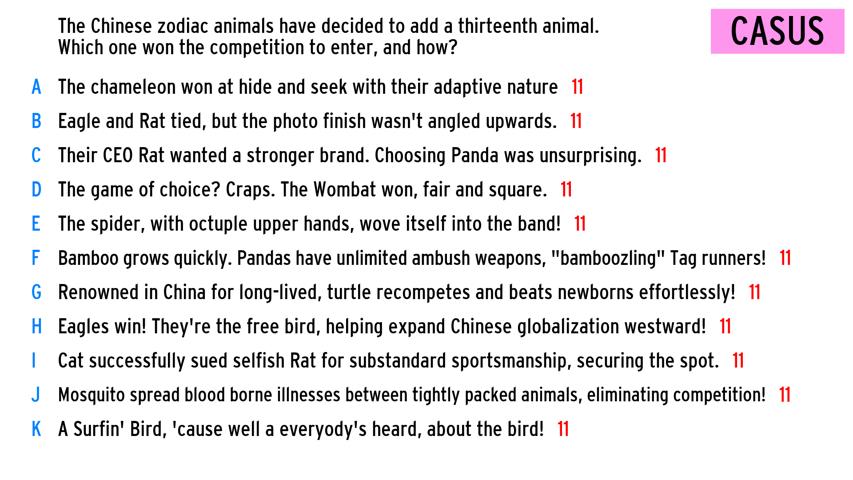 The Chinese zodiac animals have decided to add a thirteenth animal.
Which one won the competition to enter, and how?
CASUS
A The chameleon won at hide and seek with their adaptive nature 11
B Eagle and Rat tied, but the photo finish wasn't angled upwards. 11
C Their CEO Rat wanted a stronger brand. Choosing Panda was unsurprising. 11
D The game of choice? Craps. The Wombat won, fair and square. 11
E The spider, with octuple upper hands, wove itself into the band! 11
F Bamboo grows quickly. Pandas have unlimited ambush weapons, "bamboozling" Tag runners! 11
G Renowned in China for long-lived, turtle recompetes and beats newborns effortlessly! 11
H Eagles win! They're the free bird, helping expand Chinese globalization westward! 11
I Cat successfully sued selfish Rat for substandard sportsmanship, securing the spot. 11
J Mosquito spread blood borne illnesses between tightly packed animals, eliminating competition! 11
K A Surfin' Bird, 'cause well a everyody's heard, about the bird! 11